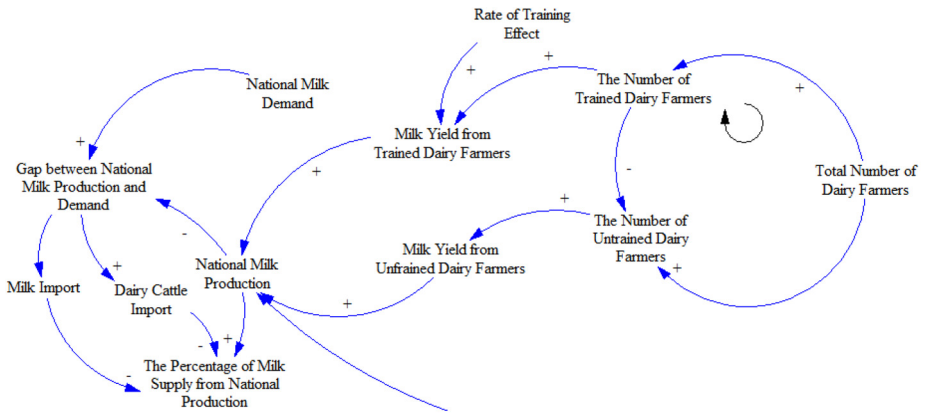 Rate of Training
Effect
+
+
National Milk
Demand
The Number of
Trained Dairy Farmers
+
+
Milk Yield from
Trained Dairy Farmers
Gap between National
Milk Production and
Demand
+
-
Total Number of
Dairy Farmers
+
-
The Number of
Untrained Dairy
Farmers
Milk Yield from
Unfrained Dairy Farmers
National Milk
Production
+
+
Milk Import
Dairy Cattle
Import
+
-
+
-
The Percentage of Milk
Supply from National
Production